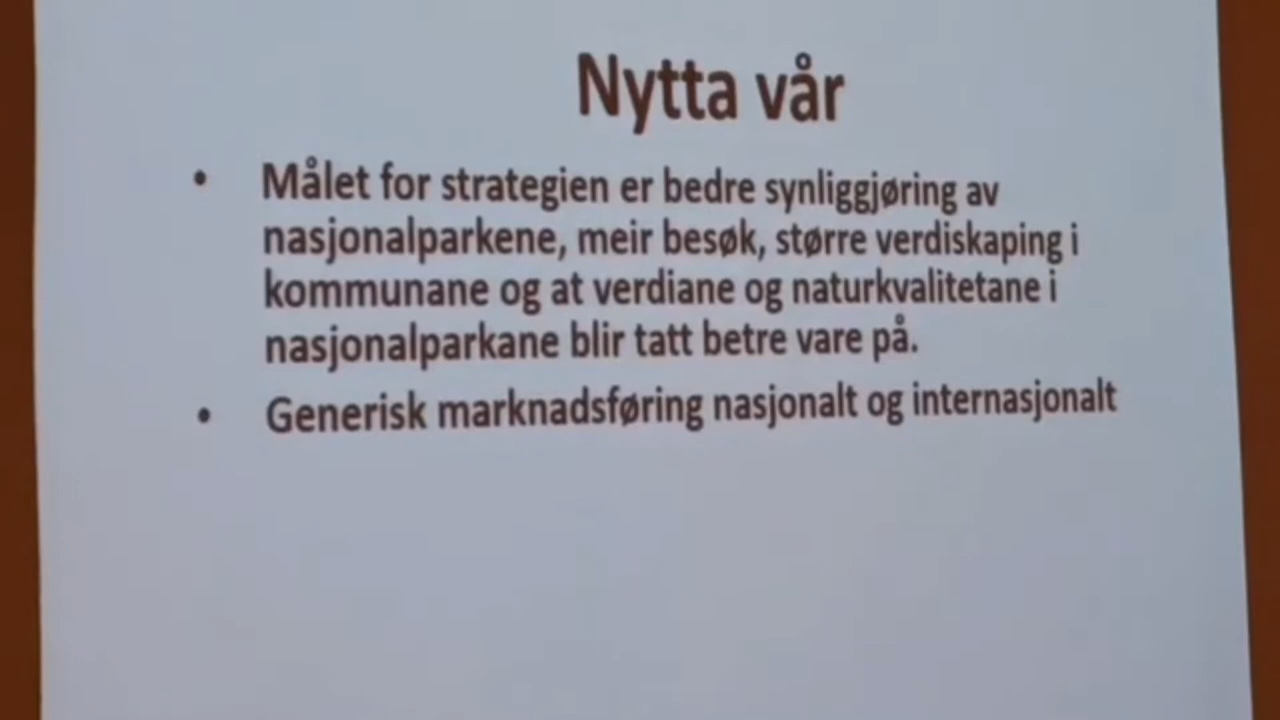 Nytta vår
• Målet for strategien er bedre synliggjøring av
nasjonalparkene, meir besøk, større verdiskaping i
kommunane og at verdiane og naturkvalitetane i
nasjonalparkane blir tatt betre vare på.
• Generisk marknadsføring nasjonalt og internasjonalt